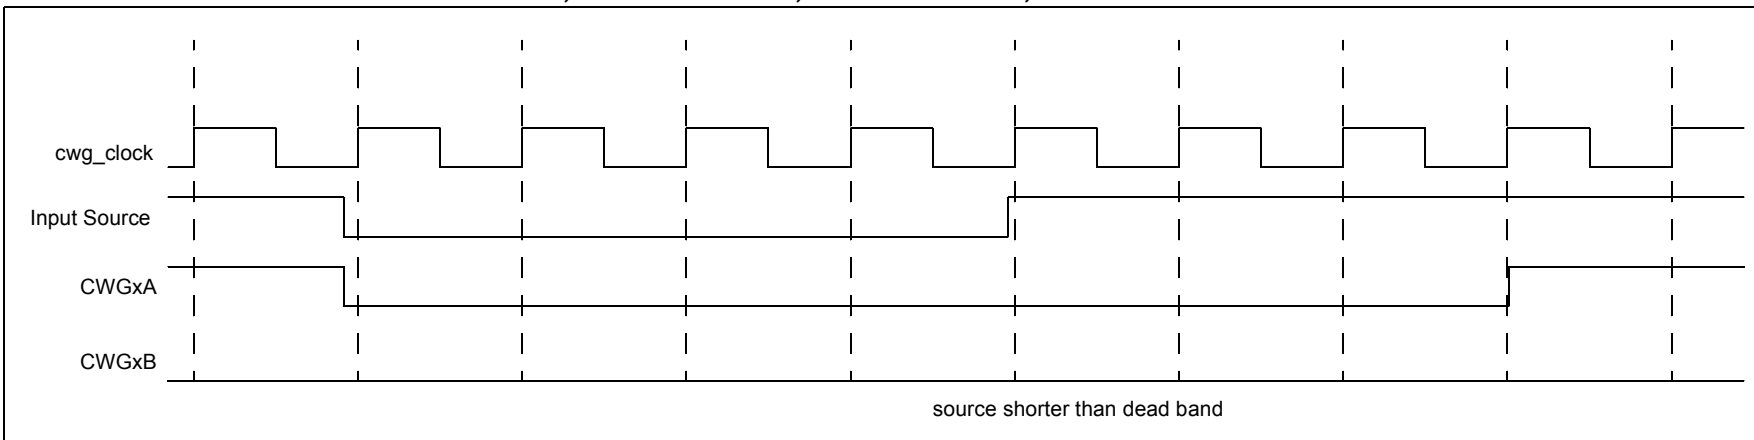 cwg_clock
Input Source
CWGxA
CWGxB
source shorter than dead band